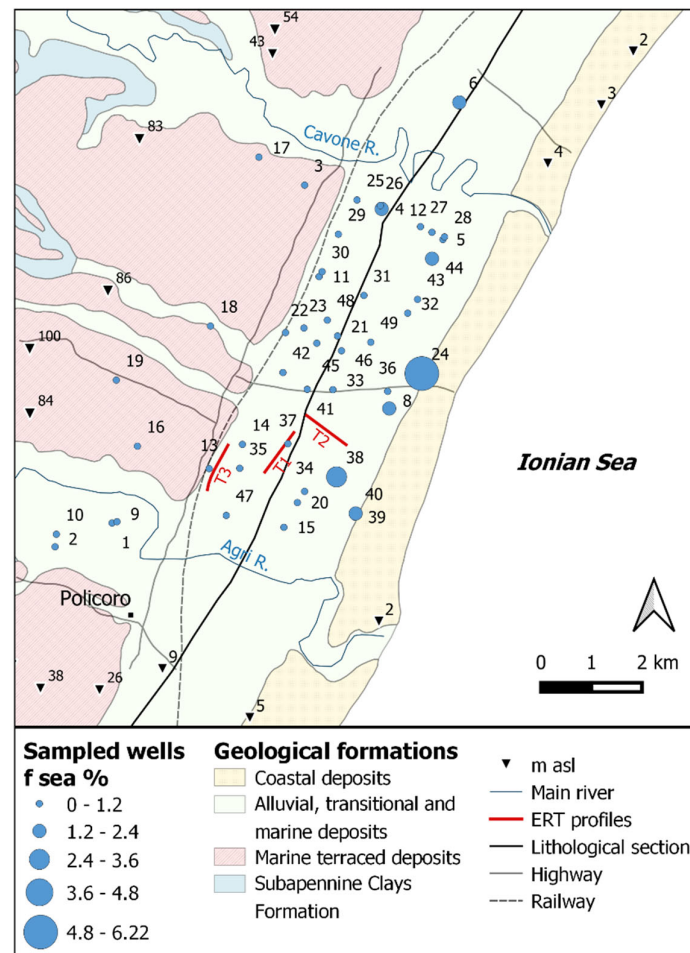 54
43
2
6
3
83
Cavone R.
17
4
3
25
26
29
4
12
27
28
5
30
86
11
31
44
43
18
48
32
22
23
21
49
100
24
42
46
36
19
45
33
8
84
41
16
14
37
T2
13
35
T1
38
T3
34
Ionian Sea
40
20
47
39
10
9
15
2
1
Agri R.
Policoro
2
9
38
26
5
0 1 2 km
Sampled wells
f sea %
0 - 1.2
1.2 - 2.4
2.4 - 3.6
3.6 - 4.8
4.8 - 6.22
Geological formations
Coastal deposits
Alluvial, transitional and
marine deposits
Marine terraced deposits
Subapennine Clays
Formation
m asl
Main river
ERT profiles
Lithological section
Highway
Railway